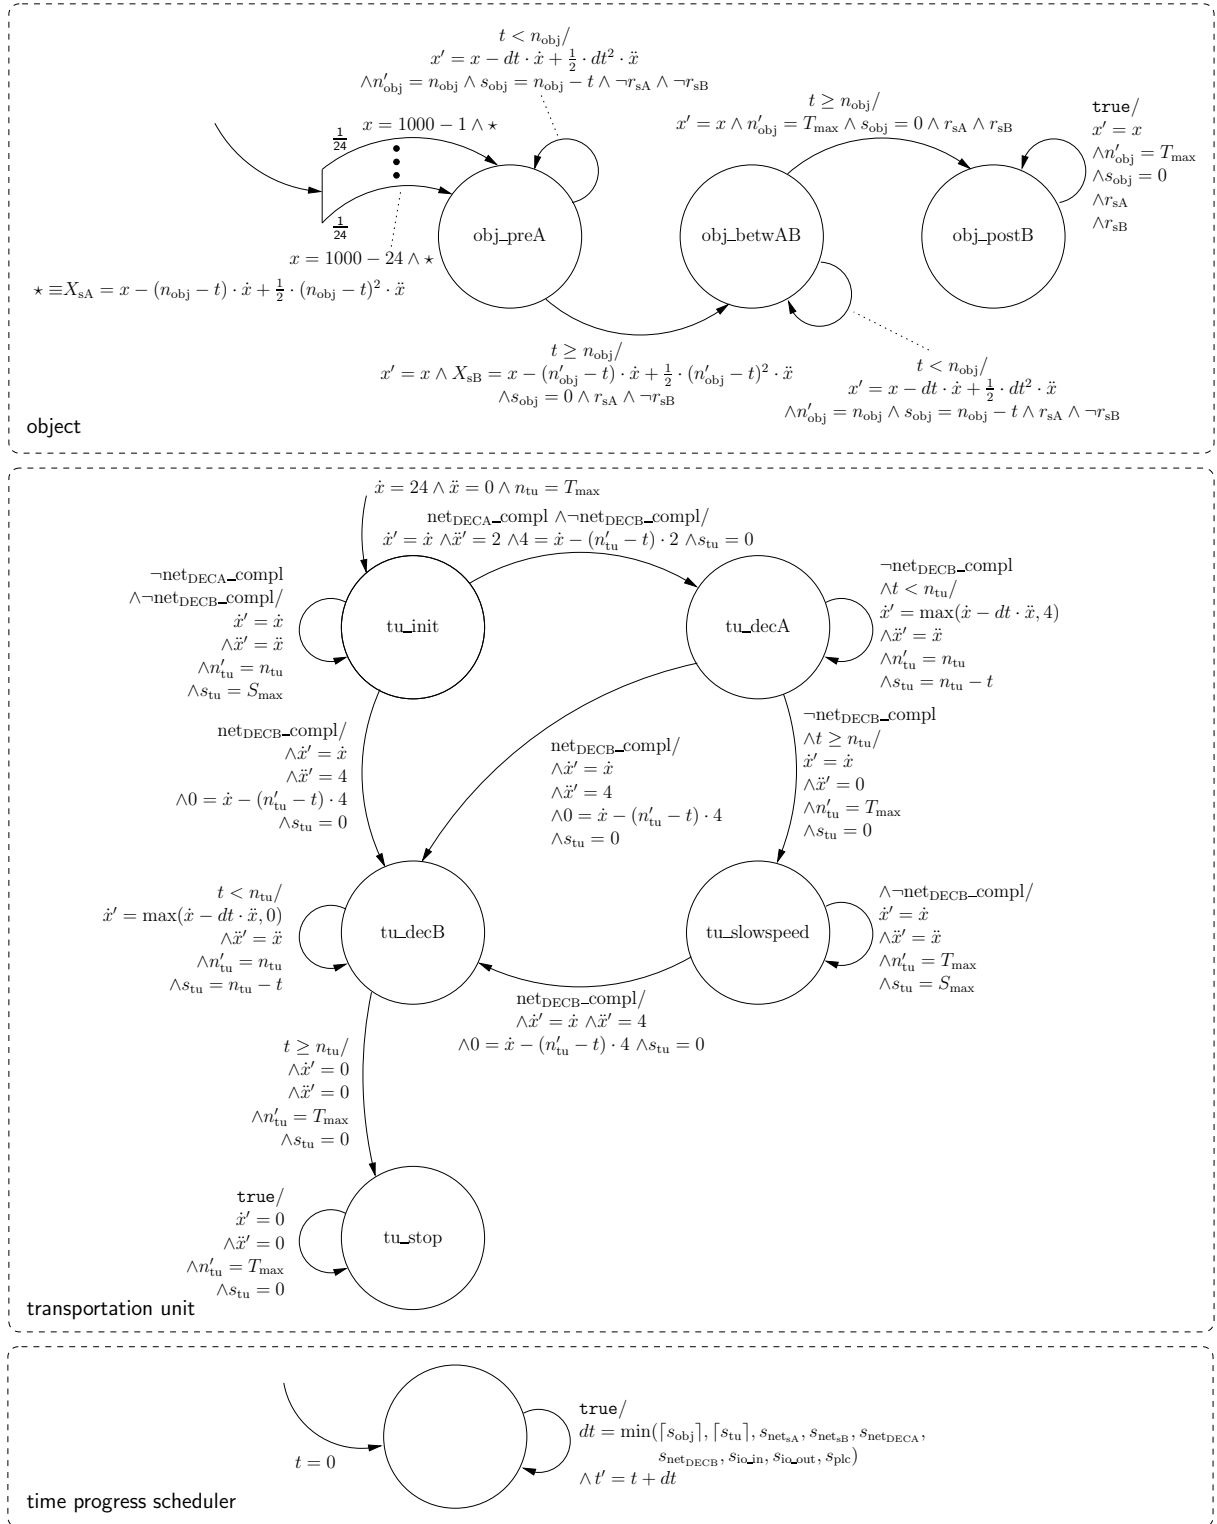 t < n_obj/
x′ = x − dt · ẋ + 1/2 · dt² · ẍ
∧n′_obj = n_obj ∧ s_obj = n_obj − t ∧ ¬r_sA ∧ ¬r_sB
1/24
x = 1000 − 1 ∧ ⋆
1/24
x = 1000 − 24 ∧ ⋆
⋆ ≡X_sA = x − (n_obj − t) · ẋ + 1/2 · (n_obj − t)² · ẍ
obj_preA
t ≥ n_obj/
x′ = x ∧ X_sB = x − (n′_obj − t) · ẋ + 1/2 · (n′_obj − t)² · ẍ
∧s_obj = 0 ∧ r_sA ∧ ¬r_sB
obj_betwAB
t ≥ n_obj/
x′ = x ∧ n′_obj = T_max ∧ s_obj = 0 ∧ r_sA ∧ r_sB
t < n_obj/
x′ = x − dt · ẋ + 1/2 · dt² · ẍ
∧n′_obj = n_obj ∧ s_obj = n_obj − t ∧ r_sA ∧ ¬r_sB
obj_postB
true/
x′ = x
∧n′_obj = T_max
∧s_obj = 0
∧r_sA
∧r_sB
object
ẋ = 24 ∧ ẍ = 0 ∧ n_tu = T_max
net_DECA_compl ∧¬net_DECB_compl/
ẋ′ = ẋ ∧ẍ′ = 2 ∧4 = ẋ − (n′_tu − t) · 2 ∧s_tu = 0
¬net_DECA_compl
∧¬net_DECB_compl/
ẋ′ = ẋ
∧ẍ′ = ẍ
∧n′_tu = n_tu
∧s_tu = S_max
tu_init
tu_decA
¬net_DECB_compl
∧t < n_tu/
ẋ′ = max(ẋ − dt · ẍ, 4)
∧ẍ′ = ẍ
∧n′_tu = n_tu
∧s_tu = n_tu − t
net_DECB_compl/
∧ẋ′ = ẋ
∧ẍ′ = 4
∧0 = ẋ − (n′_tu − t) · 4
∧s_tu = 0
net_DECB_compl/
∧ẋ′ = ẋ
∧ẍ′ = 4
∧0 = ẋ − (n′_tu − t) · 4
∧s_tu = 0
¬net_DECB_compl
∧t ≥ n_tu/
ẋ′ = ẋ
∧ẍ′ = 0
∧n′_tu = T_max
∧s_tu = 0
t < n_tu/
ẋ′ = max(ẋ − dt · ẍ, 0)
∧ẍ′ = ẍ
∧n′_tu = n_tu
∧s_tu = n_tu − t
tu_decB
tu_slowspeed
∧¬net_DECB_compl/
ẋ′ = ẋ
∧ẍ′ = ẍ
∧n′_tu = T_max
∧s_tu = S_max
net_DECB_compl/
∧ẋ′ = ẋ ∧ẍ′ = 4
∧0 = ẋ − (n′_tu − t) · 4 ∧s_tu = 0
t ≥ n_tu/
∧ẋ′ = 0
∧ẍ′ = 0
∧n′_tu = T_max
∧s_tu = 0
true/
ẋ′ = 0
∧ẍ′ = 0
∧n′_tu = T_max
∧s_tu = 0
tu_stop
transportation unit
t = 0
true/
dt = min(⌈s_obj⌉, ⌈s_tu⌉, s_net_sA, s_net_sB, s_net_DECA,
s_net_DECB, s_io_in, s_io_out, s_plc)
∧ t′ = t + dt
time progress scheduler